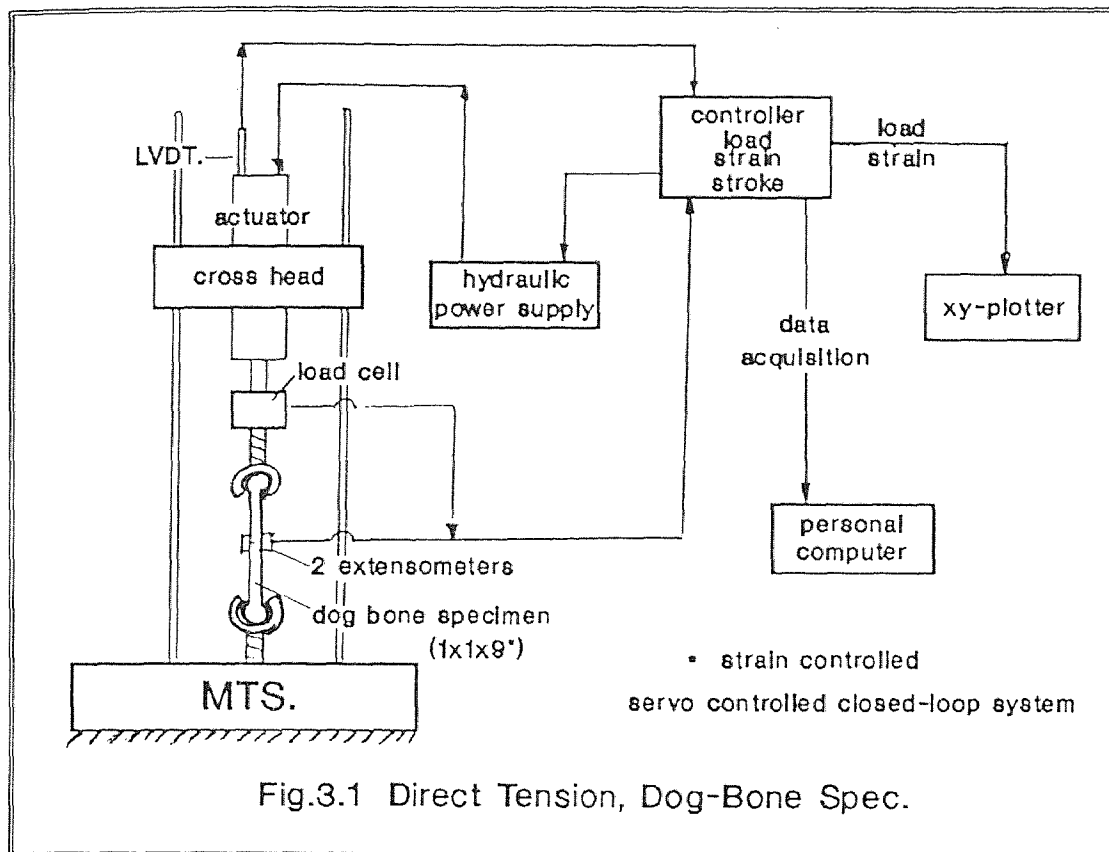 LVDT.
actuator
cross head
load cell
2 extensometers
dog bone specimen
(1x1x9")
MTS.
hydraulic
power supply
controller
load
strain
stroke
load
strain
xy-plotter
data
acquisition
personal
computer
• strain controlled
servo controlled closed-loop system
Fig.3.1 Direct Tension, Dog-Bone Spec.